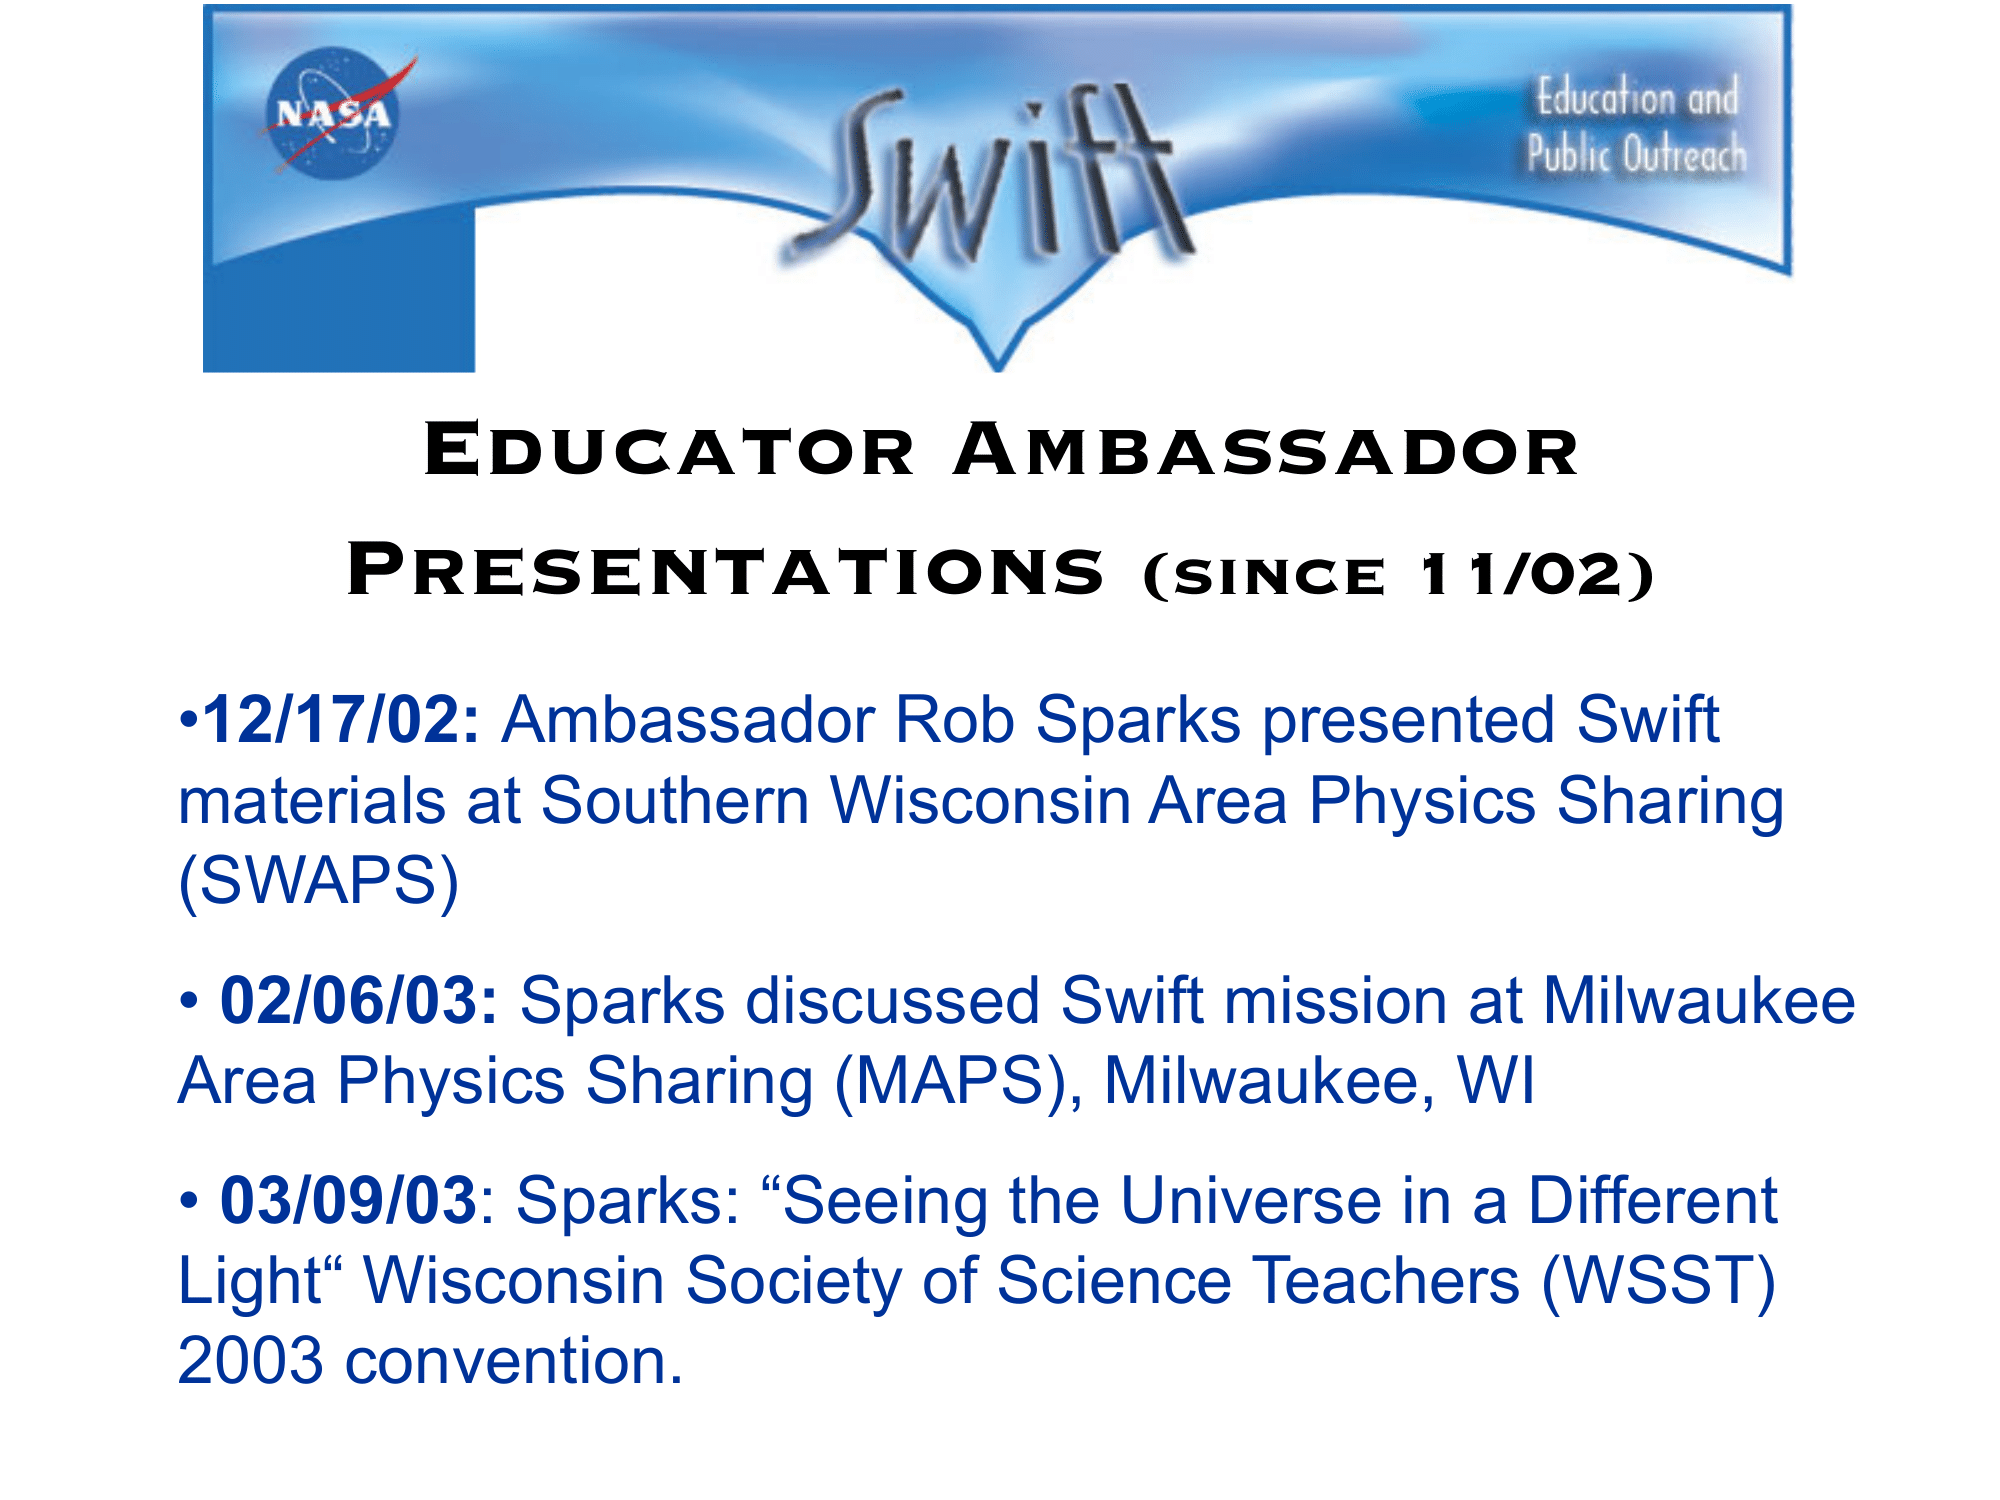 NASA
Swift
Education and
Public Outreach
EDUCATOR AMBASSADOR
PRESENTATIONS (SINCE 11/02)
•12/17/02: Ambassador Rob Sparks presented Swift
materials at Southern Wisconsin Area Physics Sharing
(SWAPS)
• 02/06/03: Sparks discussed Swift mission at Milwaukee
Area Physics Sharing (MAPS), Milwaukee, WI
• 03/09/03: Sparks: “Seeing the Universe in a Different
Light“ Wisconsin Society of Science Teachers (WSST)
2003 convention.